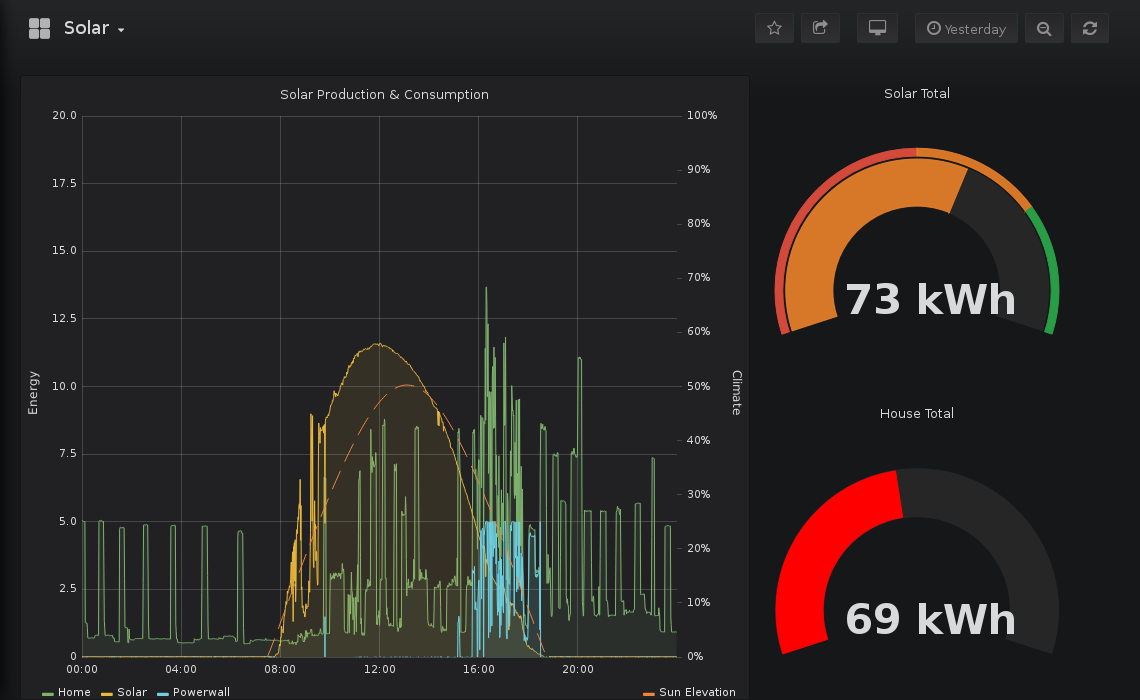 Solar
Yesterday
Solar Production & Consumption
20.0
17.5
15.0
12.5
10.0
7.5
5.0
2.5
0
Energy
100%
90%
80%
70%
60%
50%
40%
30%
20%
10%
0%
Climate
00:00 04:00 08:00 12:00 16:00 20:00
Home Solar Powerwall Sun Elevation
Solar Total
73 kWh
House Total
69 kWh